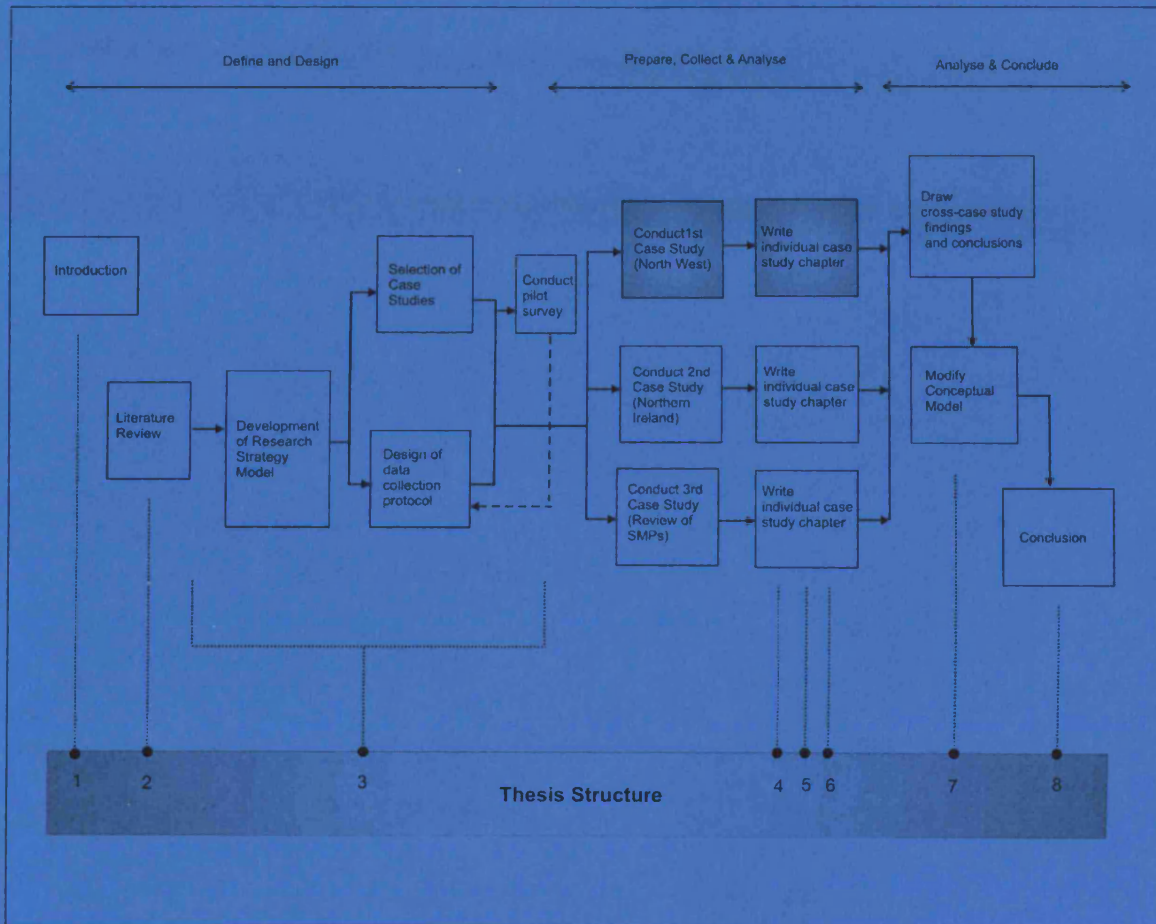 Define and Design
Prepare, Collect & Analyse
Analyse & Conclude
Introduction
Literature
Review
Development
of Research
Strategy
Model
Selection of
Case
Studies
Design of
data
collection
protocol
Conduct
pilot
survey
Conduct1st
Case Study
(North West)
Write
individual case
study chapter
Conduct 2nd
Case Study
(Northern
Ireland)
Write
individual case
study chapter
Conduct 3rd
Case Study
(Review of
SMPs)
Write
individual case
study chapter
Draw
cross-case study
findings
and conclusions
Modify
Conceptual
Model
Conclusion
1
2
3
4
5
6
7
8
Thesis Structure